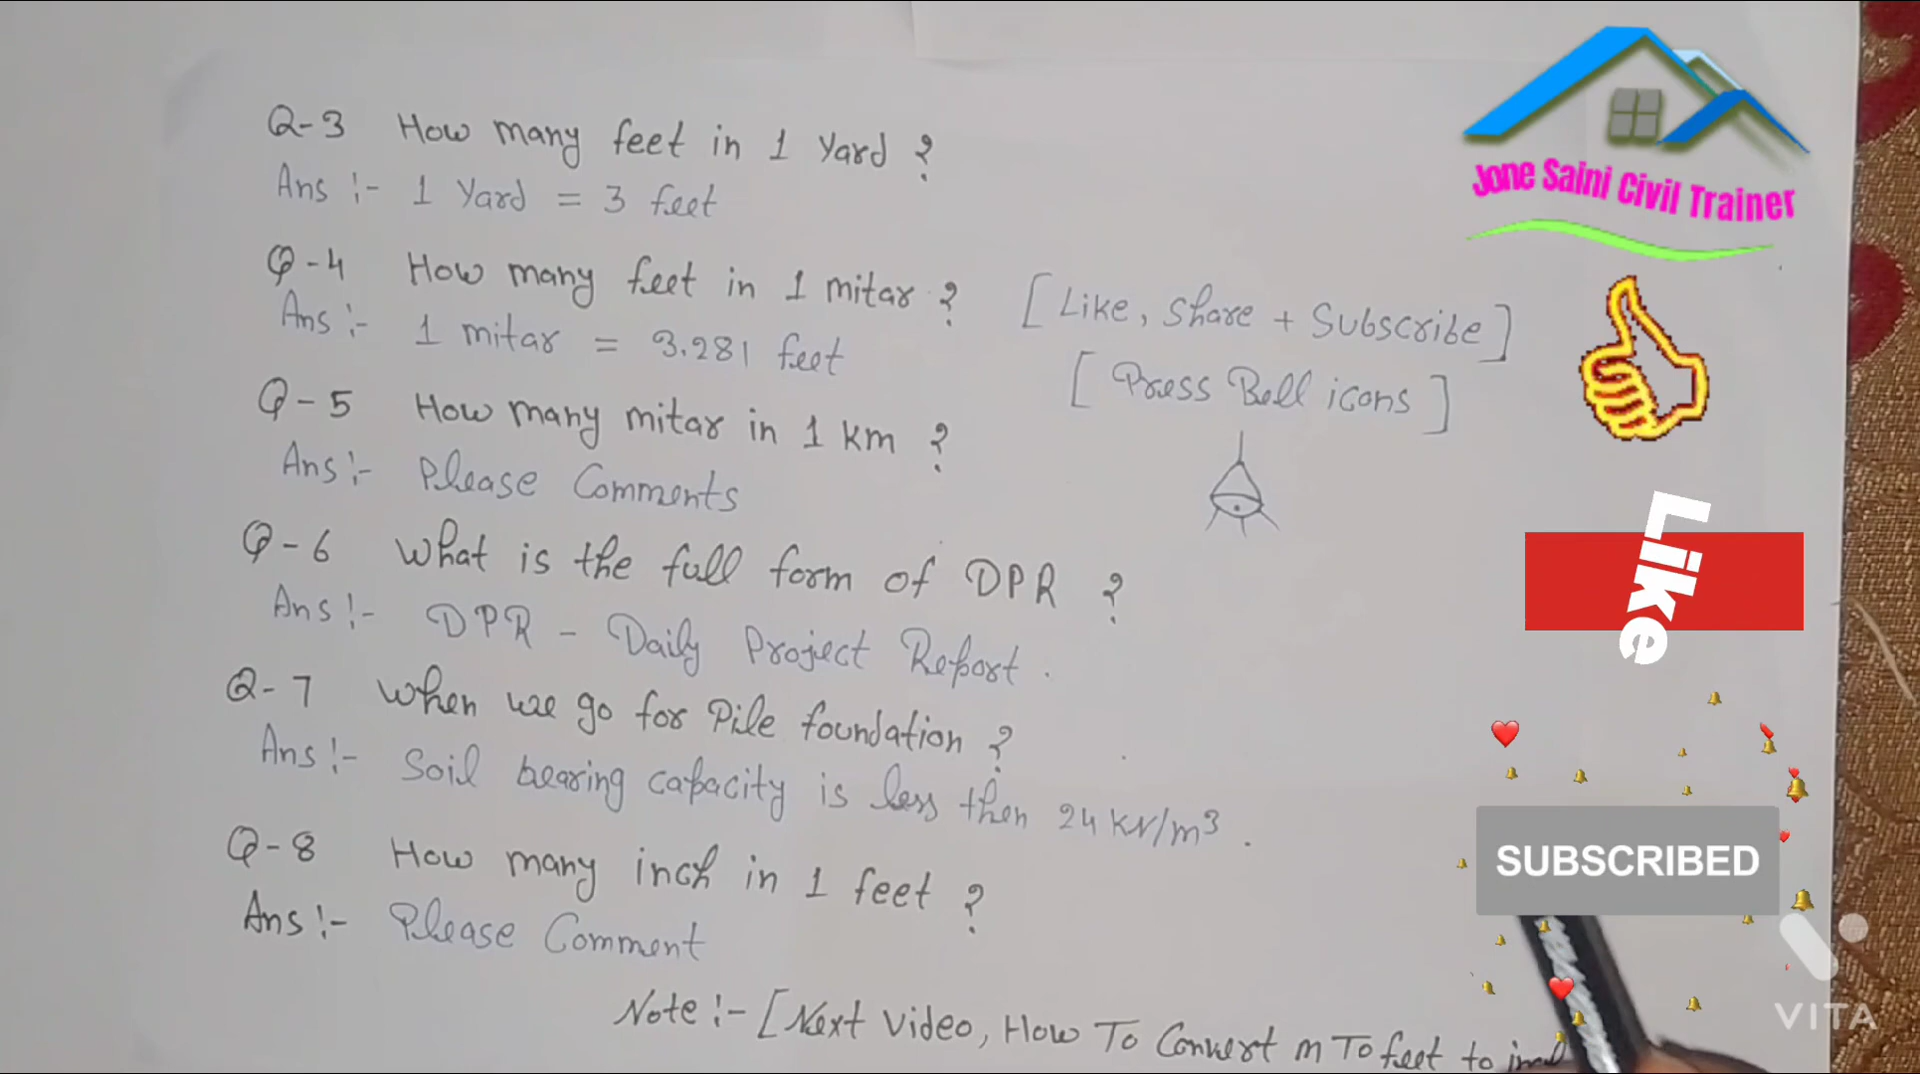 Q-3 How many feet in 1 Yard ?
Ans :- 1 Yard = 3 feet
Q-4 How many feet in 1 mitar ?
Ans :- 1 mitar = 3.281 feet
[Like, Share + Subscribe]
[Press Bell icons]
Q-5 How many mitar in 1 km ?
Ans :- Please Comments
Q-6 What is the full form of DPR ?
Ans :- DPR - Daily Project Report .
Q-7 When we go for Pile foundation ?
Ans :- Soil bearing capacity is less then 24 kN/m³ .
Q-8 How many inch in 1 feet ?
Ans :- Please Comment
Note :- [Next Video, How To Convert m To feet to
Jone Saini Civil Trainer
Like
SUBSCRIBED
VITA